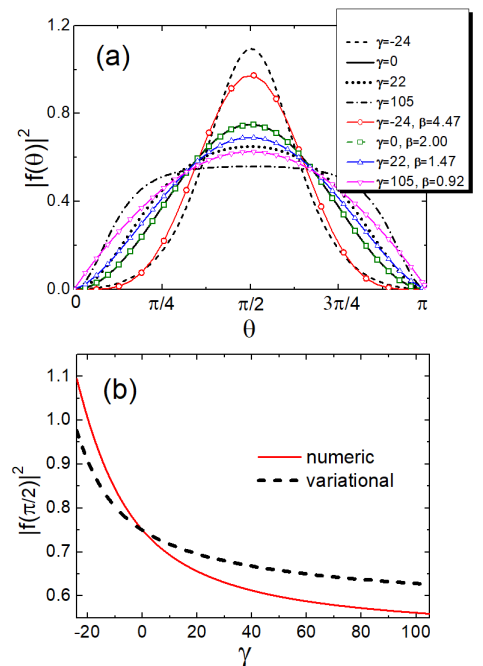 (a)
|f(θ)|²
1.2
0.8
0.4
0.0
0 π/4 π/2 3π/4 π
θ
γ=-24
γ=0
γ=22
γ=105
γ=-24, β=4.47
γ=0, β=2.00
γ=22, β=1.47
γ=105, β=0.92
(b)
|f(π/2)|²
1.1
1.0
0.9
0.8
0.7
0.6
-20 0 20 40 60 80 100
γ
numeric
variational